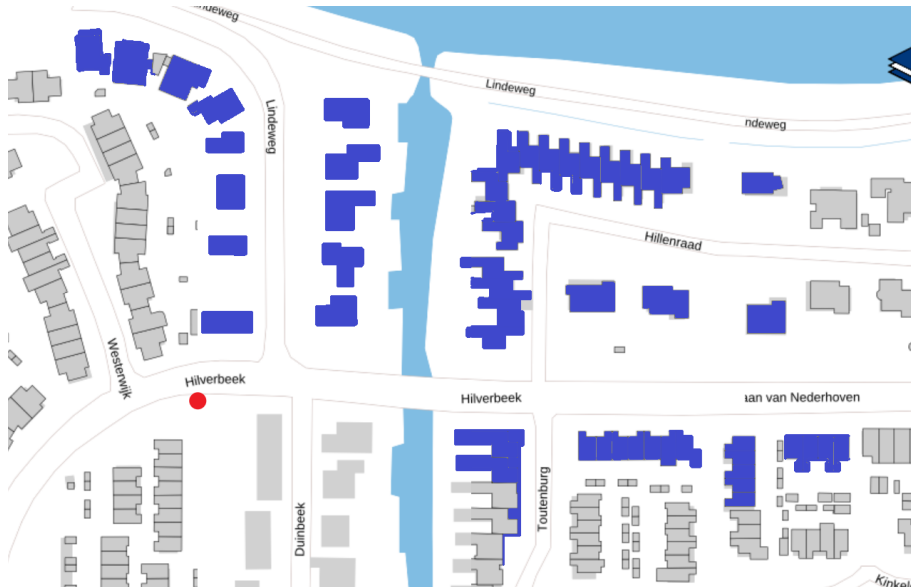 ndeweg
Lindeweg
ndeweg
Lindeweg
Hillenraad
Westerwijk
Hilverbeek
Hilverbeek
aan van Nederhoven
Toutenburg
Duinbeek
Kinkel